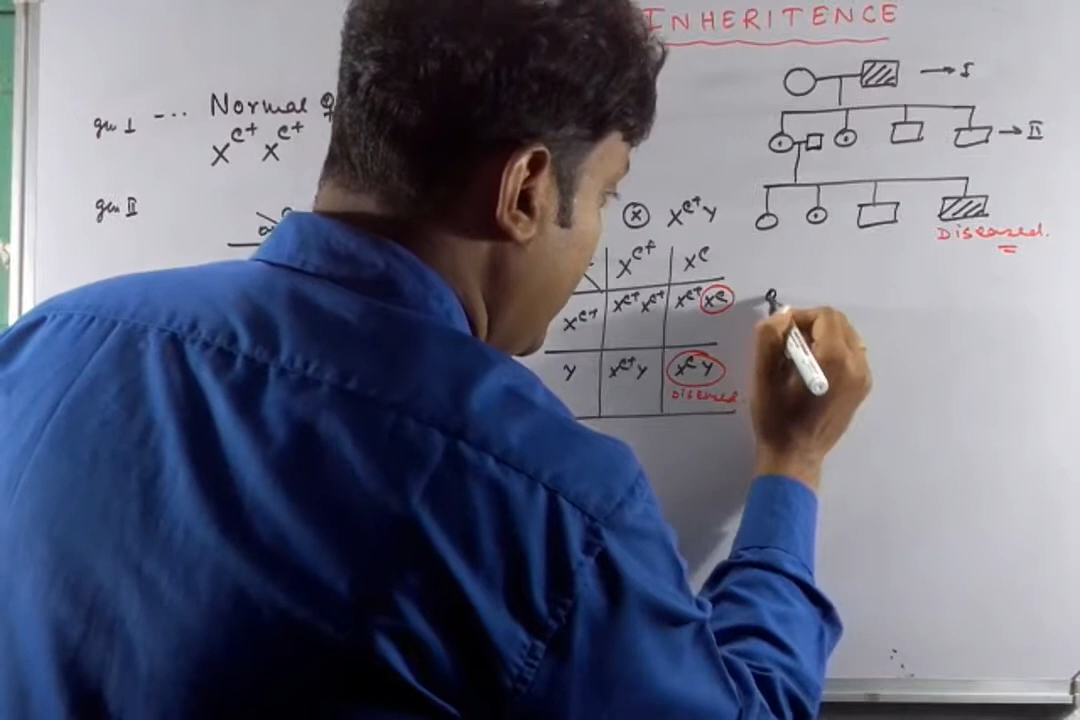 INHERITENCE
gen I --- Normal ♀
X^c+ X^c+
gen II
ⓧ X^c+ Y
X^c+ X^c
X^c+ X^c+ X^c+ X^c+ X^c
Y X^c+ Y X^c Y
Diseased
→ I
→ II
Diseased.